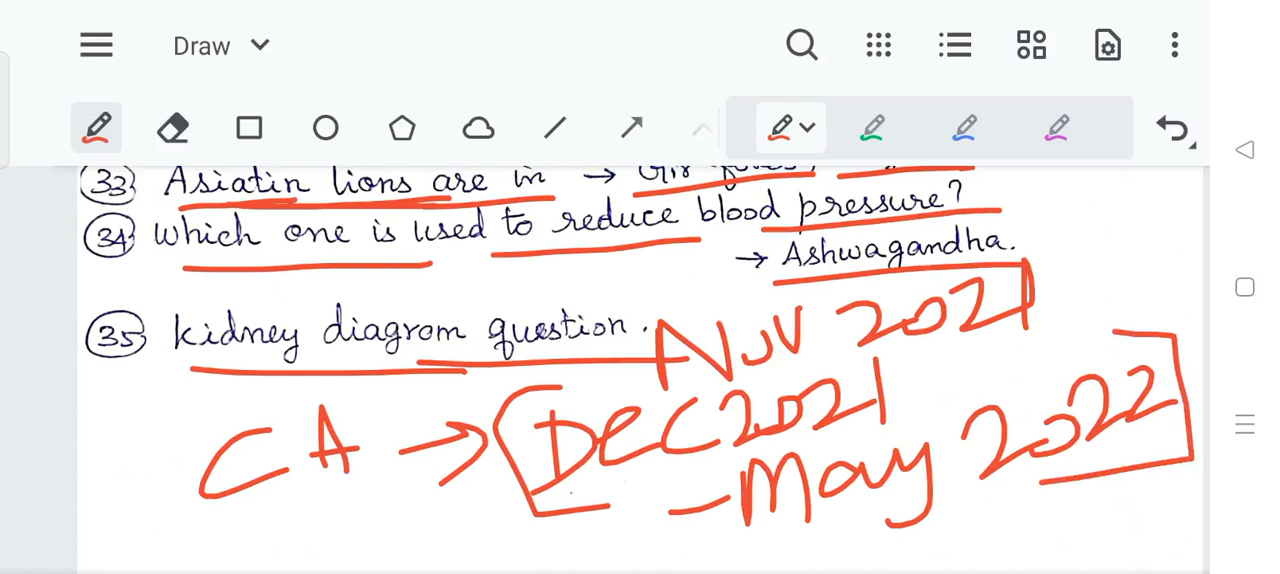 Draw
33 Asiatin lions are in →
34 Which one is used to reduce blood pressure?
→ Ashwagandha.
35 kidney diagrom question.
Nov 2021
CA → DEC 2021
- May 2022